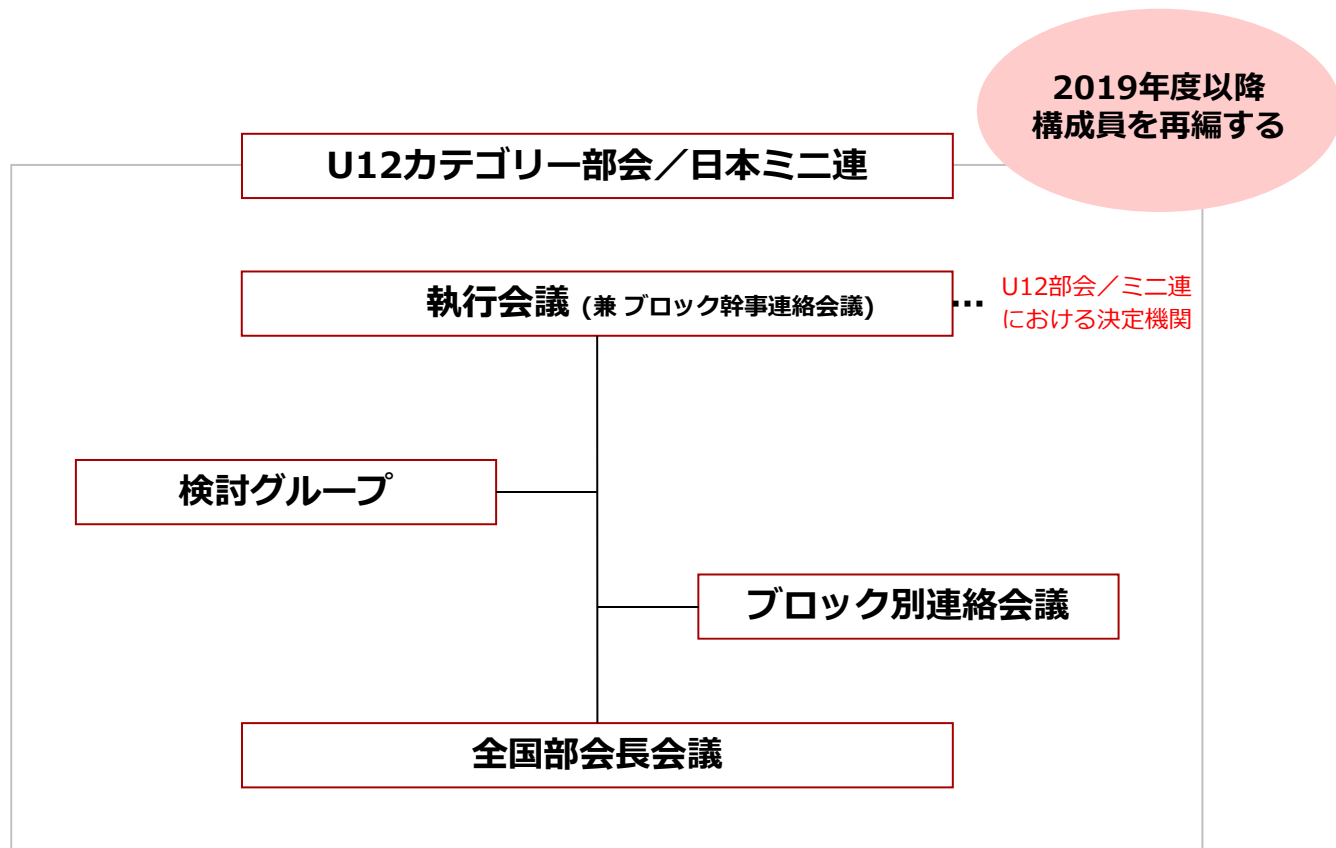 2019年度以降
構成員を再編する
U12カテゴリー部会／日本ミニ連
執行会議 (兼 ブロック幹事連絡会議)
… U12部会／ミニ連
における決定機関
検討グループ
ブロック別連絡会議
全国部会長会議